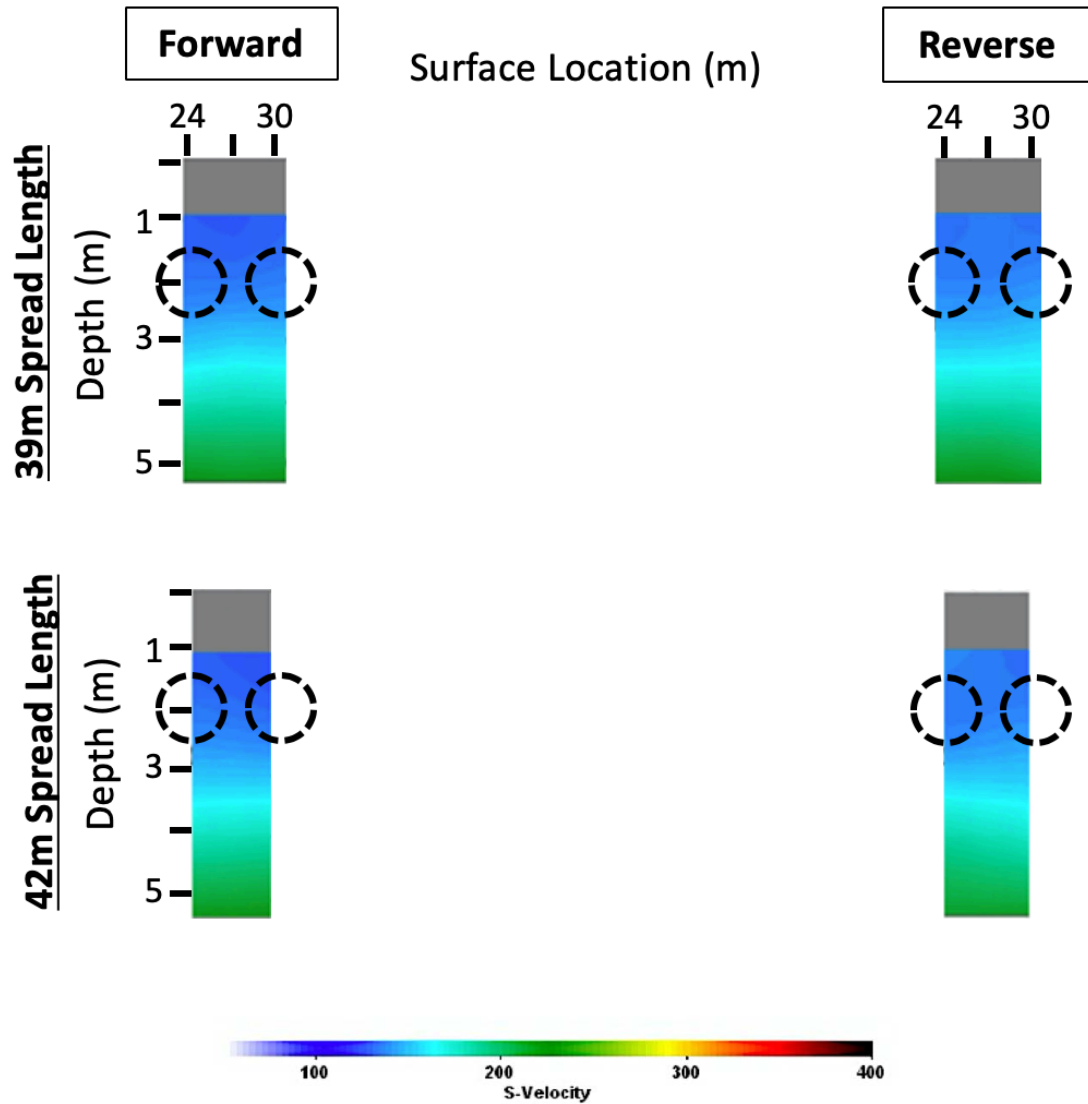 Forward
Surface Location (m)
Reverse
24 30
24 30
39m Spread Length
Depth (m)
1
3
5
42m Spread Length
Depth (m)
1
3
5
100 200 300 400
S-Velocity